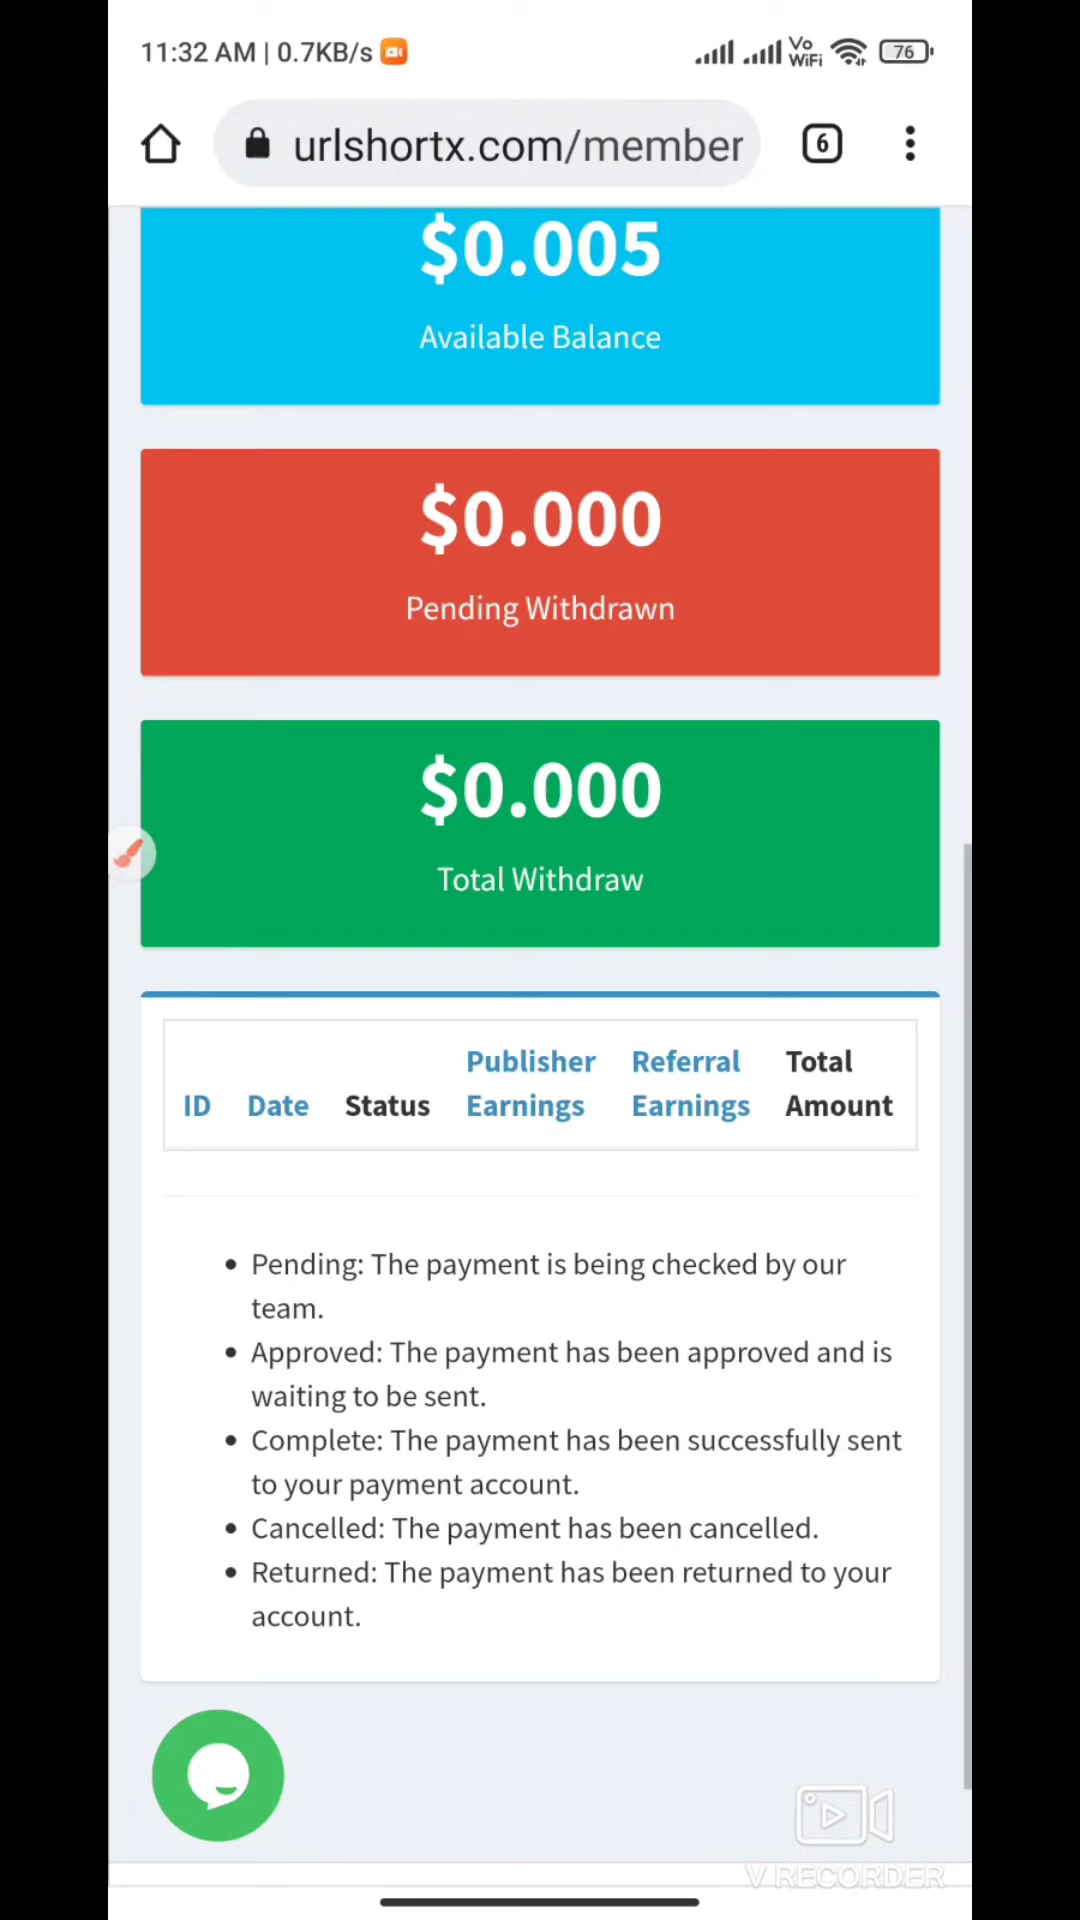 11:32 AM | 0.7KB/s
Vo
WiFi
76
urlshortx.com/member
6
$0.005
Available Balance
$0.000
Pending Withdrawn
$0.000
Total Withdraw
ID Date Status Publisher Earnings Referral Earnings Total Amount
• Pending: The payment is being checked by our
team.
• Approved: The payment has been approved and is
waiting to be sent.
• Complete: The payment has been successfully sent
to your payment account.
• Cancelled: The payment has been cancelled.
• Returned: The payment has been returned to your
account.
V RECORDER